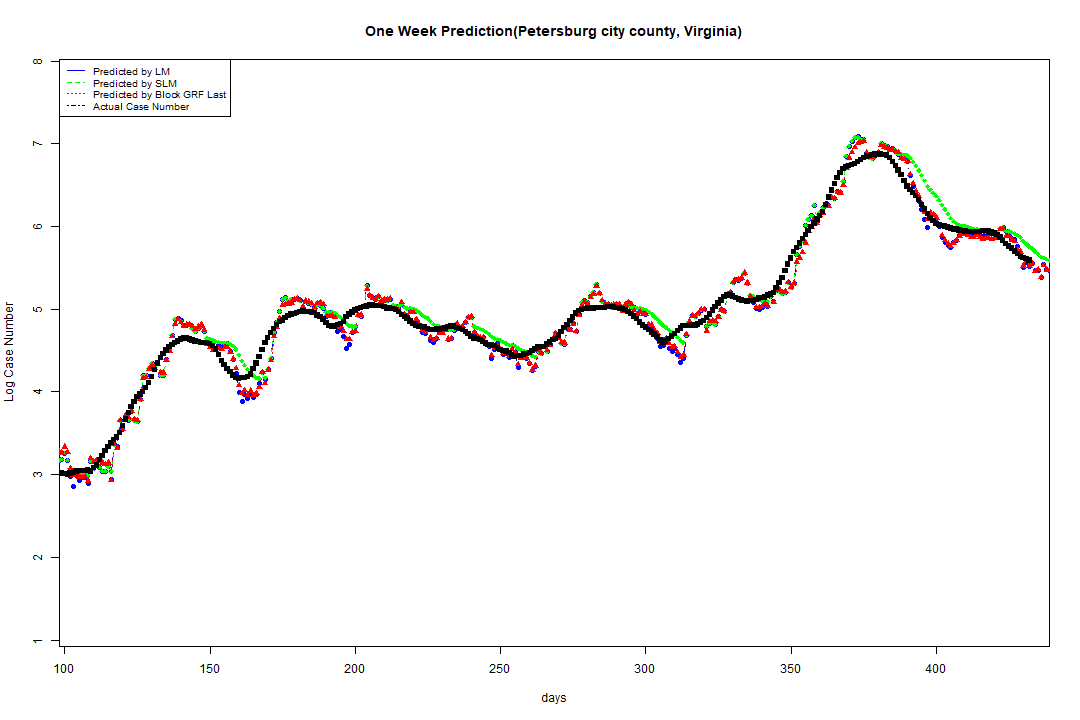 One Week Prediction(Petersburg city county, Virginia)
Predicted by LM
Predicted by SLM
Predicted by Block GRF Last
Actual Case Number
Log Case Number
8
7
6
5
4
3
2
1
100 150 200 250 300 350 400
days